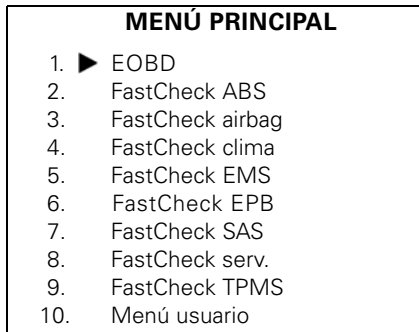 MENÚ PRINCIPAL
1. ▶ EOBD
2. FastCheck ABS
3. FastCheck airbag
4. FastCheck clima
5. FastCheck EMS
6. FastCheck EPB
7. FastCheck SAS
8. FastCheck serv.
9. FastCheck TPMS
10. Menú usuario